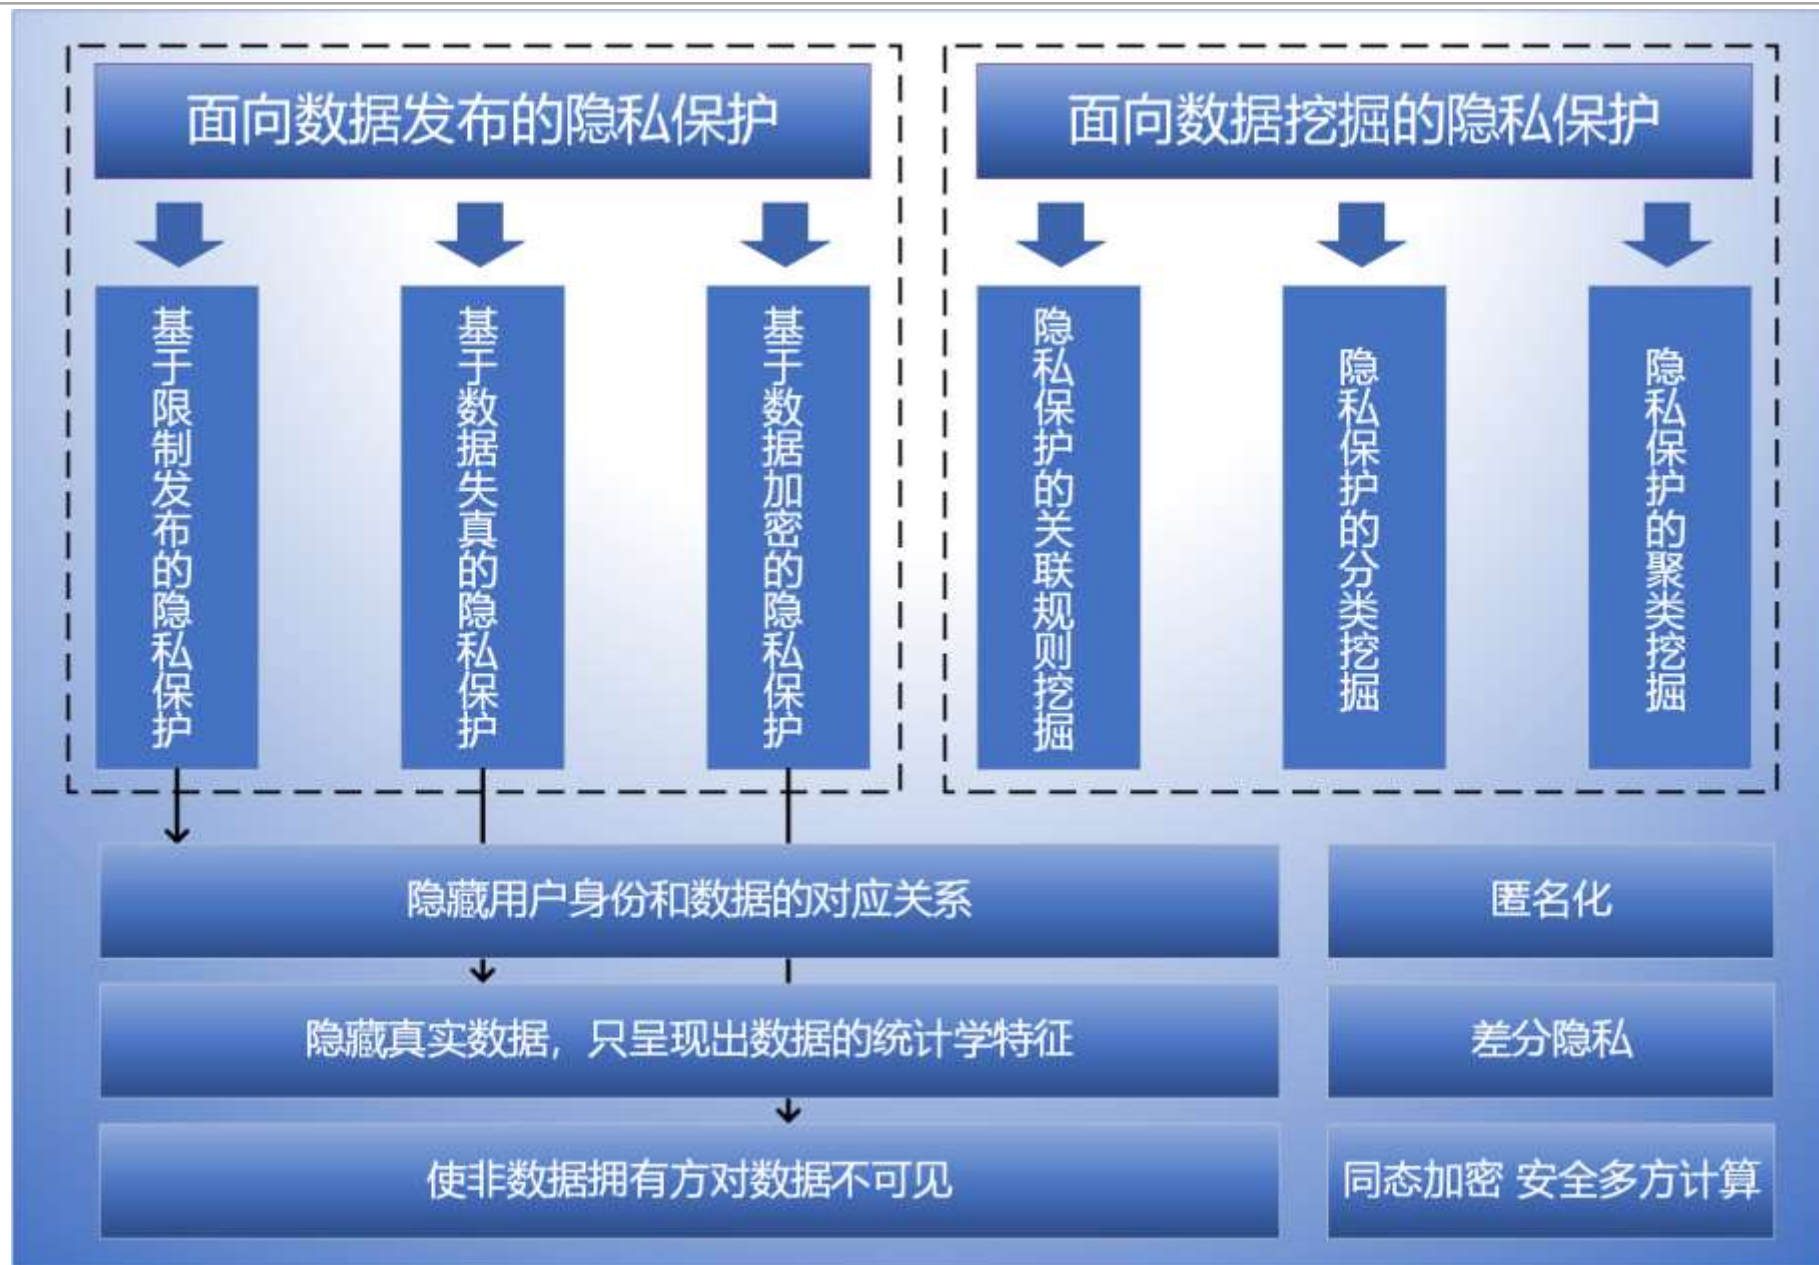 面向数据发布的隐私保护
面向数据挖掘的隐私保护
基于限制发布的隐私保护
基于数据失真的隐私保护
基于数据加密的隐私保护
隐私保护的关联规则挖掘
隐私保护的分类挖掘
隐私保护的聚类挖掘
隐藏用户身份和数据的对应关系
匿名化
隐藏真实数据，只呈现出数据的统计学特征
差分隐私
使非数据拥有方对数据不可见
同态加密 安全多方计算